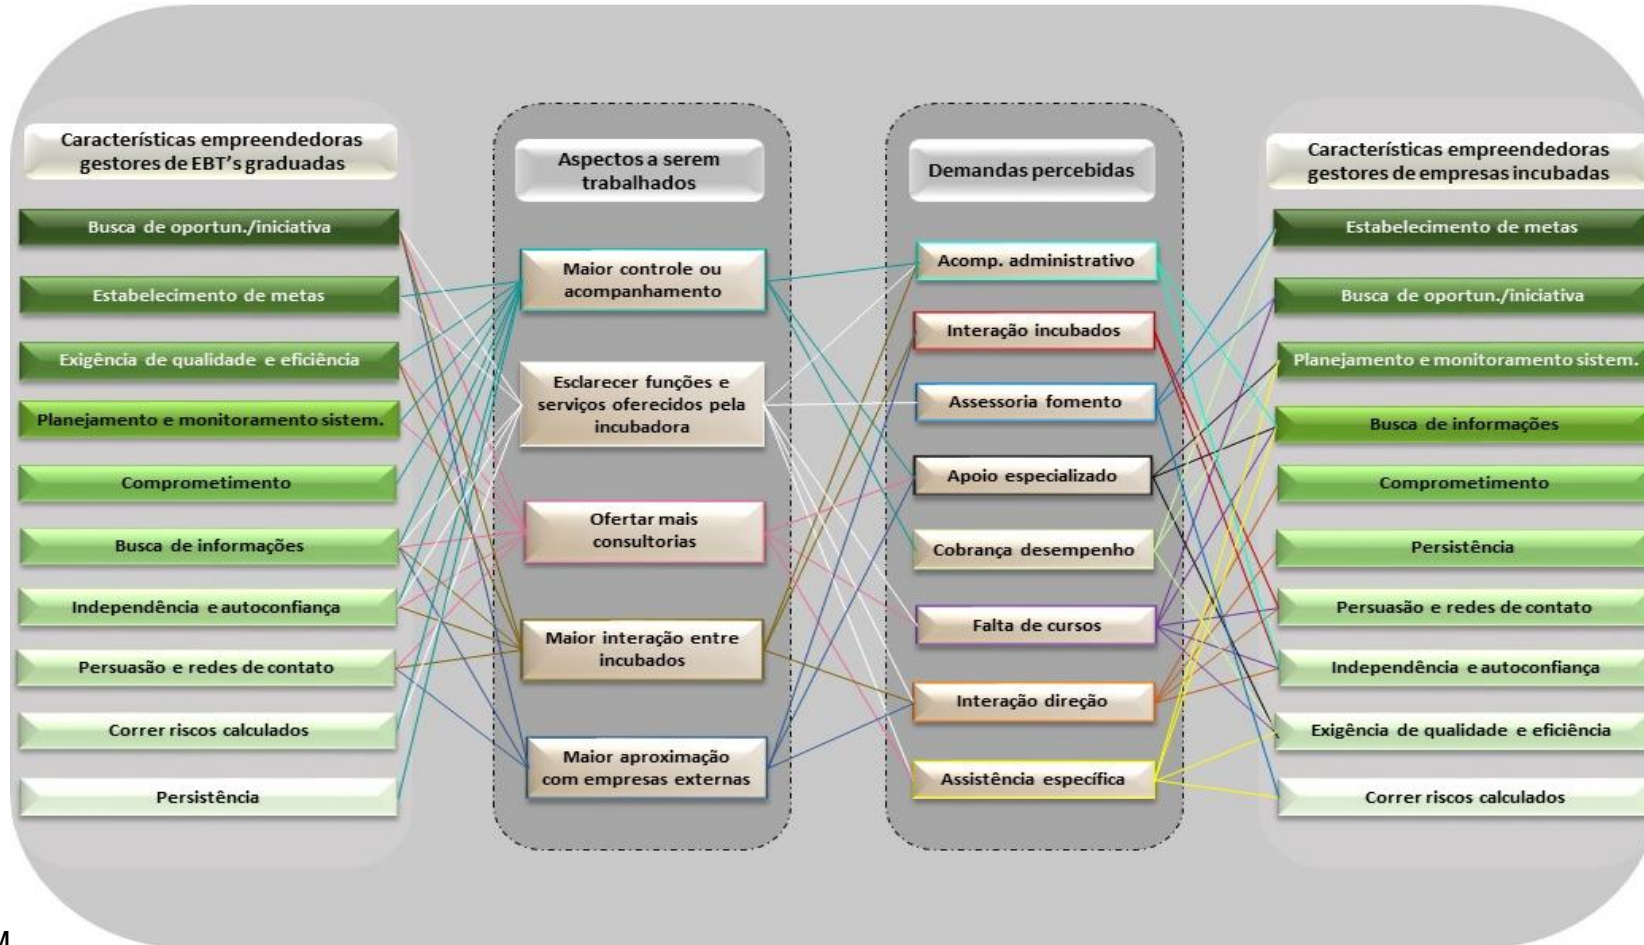 Características empreendedoras
gestores de EBT's graduadas
Busca de oportun./iniciativa
Estabelecimento de metas
Exigência de qualidade e eficiência
Planejamento e monitoramento sistem.
Comprometimento
Busca de informações
Independência e autoconfiança
Persuasão e redes de contato
Correr riscos calculados
Persistência
Aspectos a serem
trabalhados
Maior controle ou
acompanhamento
Esclarecer funções e
serviços oferecidos pela
incubadora
Ofertar mais
consultorias
Maior interação entre
incubados
Maior aproximação
com empresas externas
Demandas percebidas
Acomp. administrativo
Interação incubados
Assessoria fomento
Apoio especializado
Cobrança desempenho
Falta de cursos
Interação direção
Assistência específica
Características empreendedoras
gestores de empresas incubadas
Estabelecimento de metas
Busca de oportun./iniciativa
Planejamento e monitoramento sistem.
Busca de informações
Comprometimento
Persistência
Persuasão e redes de contato
Independência e autoconfiança
Exigência de qualidade e eficiência
Correr riscos calculados
M